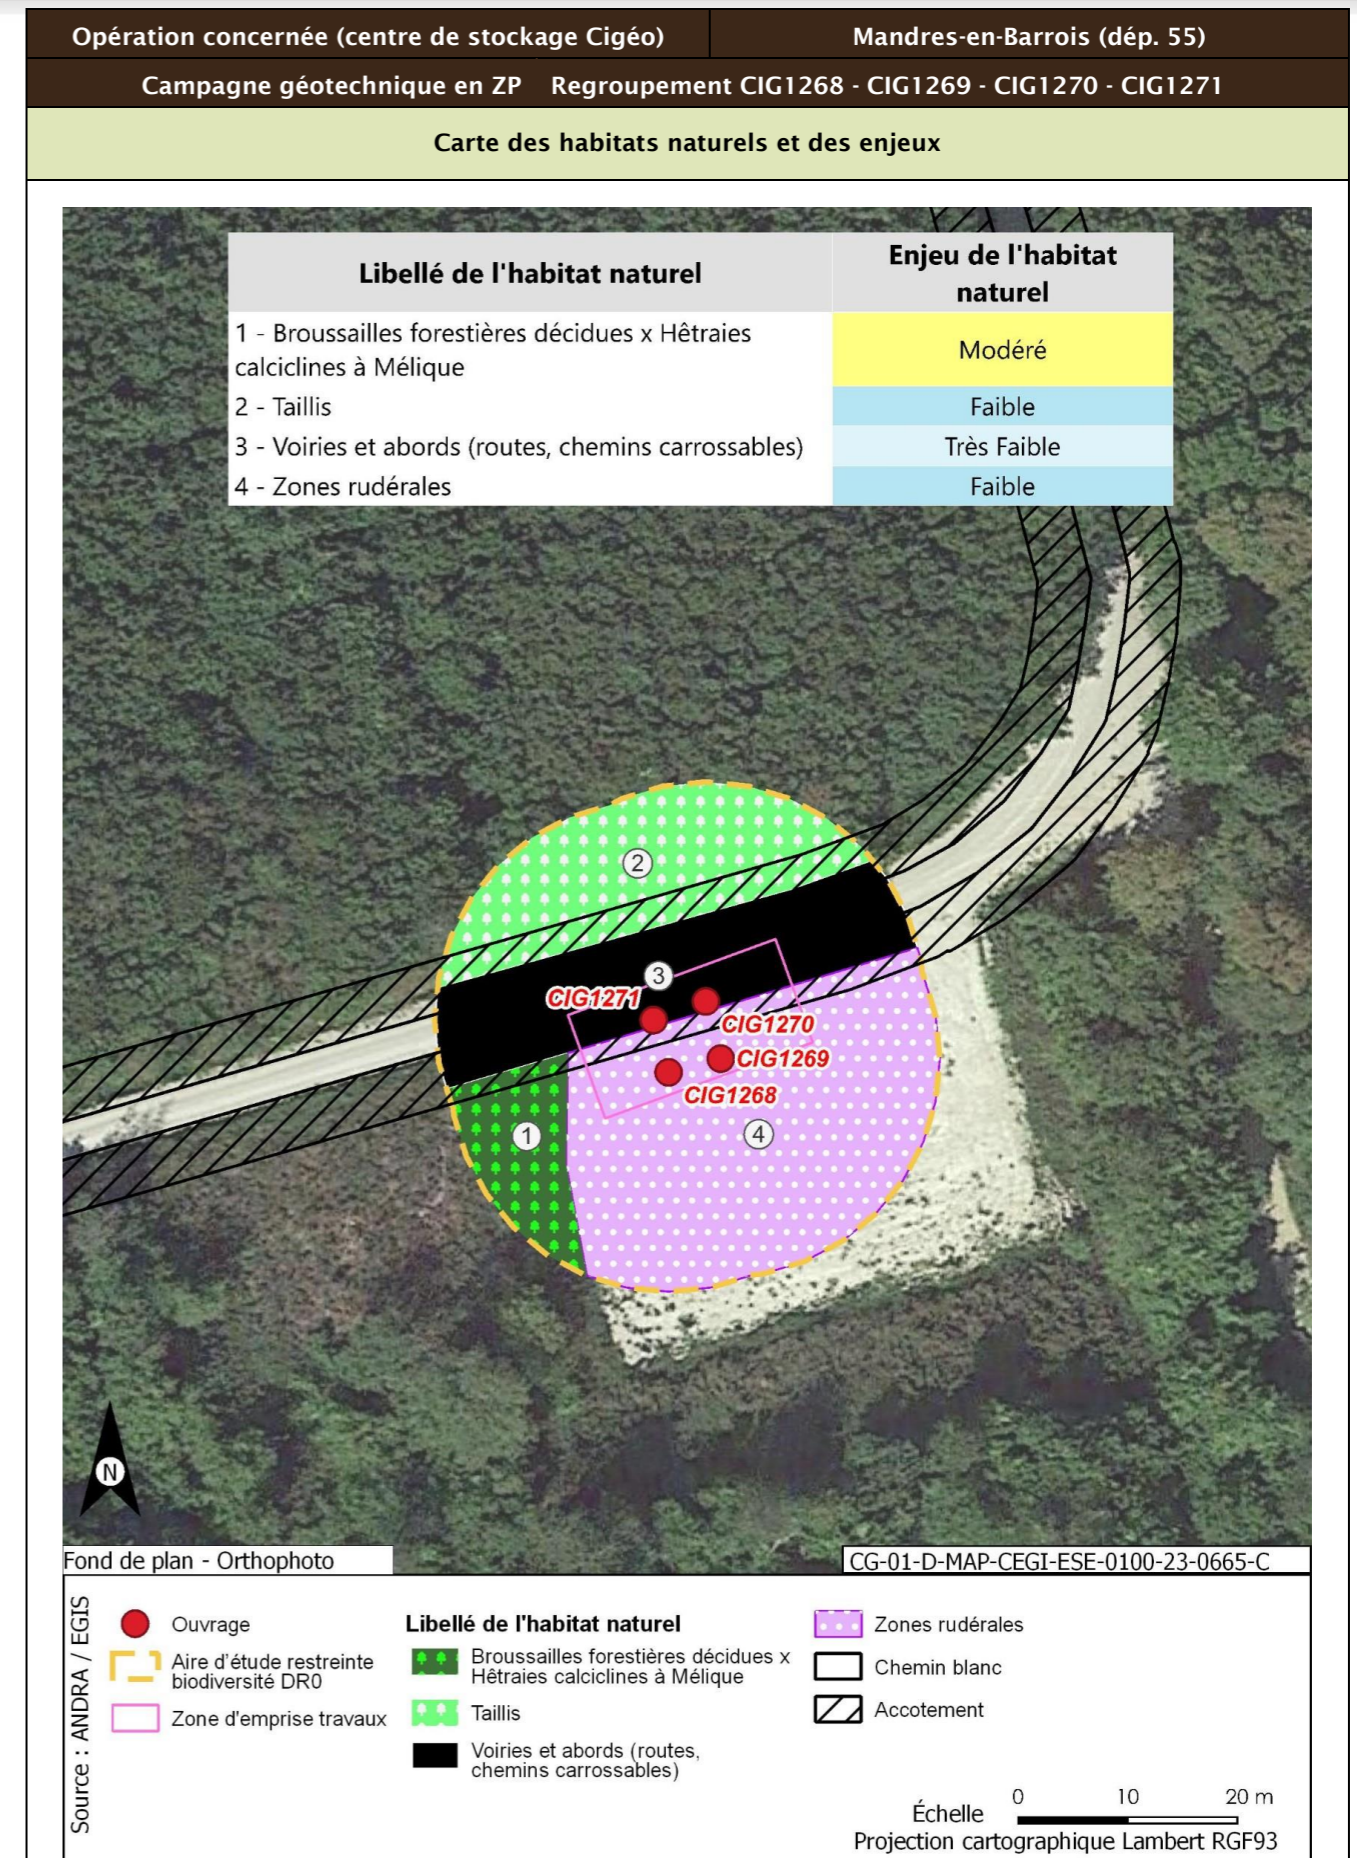 Opération concernée (centre de stockage Cigéo)
Mandres-en-Barrois (dép. 55)
Campagne géotechnique en ZP Regroupement CIG1268 - CIG1269 - CIG1270 - CIG1271
Carte des habitats naturels et des enjeux
Libellé de l'habitat naturel
Enjeu de l'habitat
naturel
1 - Broussailles forestières décidues x Hêtraies
calciclines à Mélique
Modéré
2 - Taillis
Faible
3 - Voiries et abords (routes, chemins carrossables)
Très Faible
4 - Zones rudérales
Faible
2
3
CIG1271
CIG1270
CIG1269
CIG1268
1
4
N
Fond de plan - Orthophoto
CG-01-D-MAP-CEGI-ESE-0100-23-0665-C
Source : ANDRA / EGIS
Ouvrage
Aire d'étude restreinte
biodiversité DR0
Zone d'emprise travaux
Libellé de l'habitat naturel
Broussailles forestières décidues x
Hêtraies calciclines à Mélique
Taillis
Voiries et abords (routes,
chemins carrossables)
Zones rudérales
Chemin blanc
Accotement
Échelle
0 10 20 m
Projection cartographique Lambert RGF93